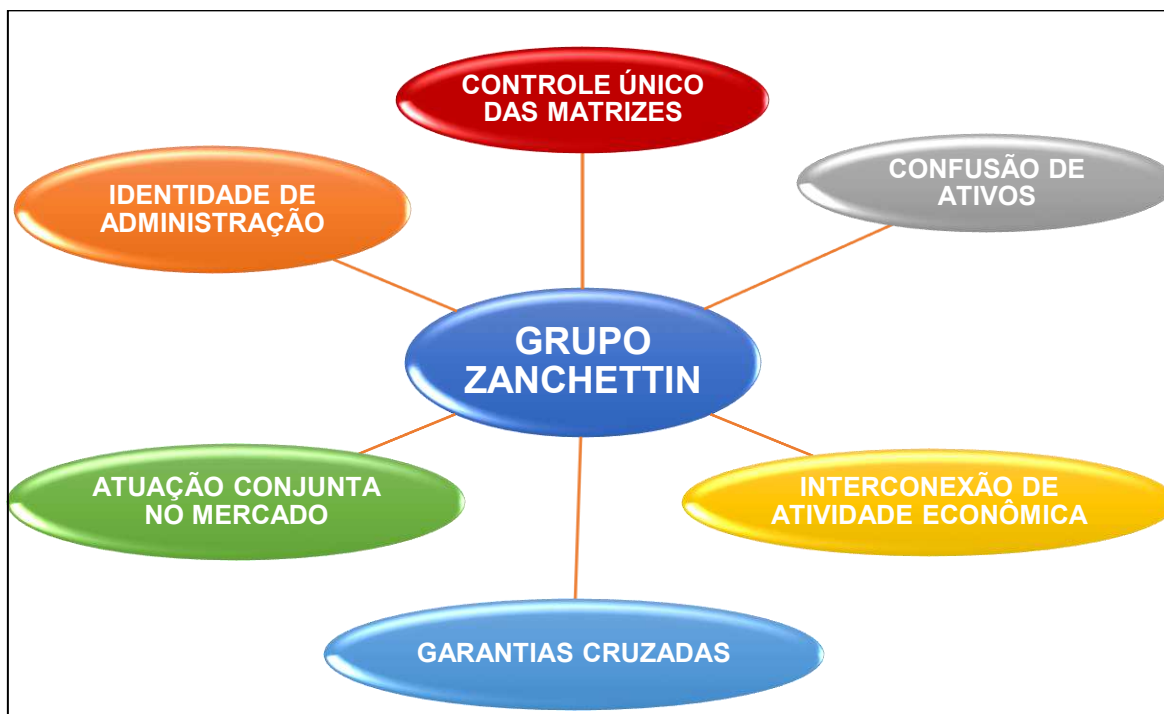 CONTROLE ÚNICO
DAS MATRIZES
CONFUSÃO DE
ATIVOS
IDENTIDADE DE
ADMINISTRAÇÃO
GRUPO
ZANCHETTIN
ATUAÇÃO CONJUNTA
NO MERCADO
INTERCONEXÃO DE
ATIVIDADE ECONÔMICA
GARANTIAS CRUZADAS